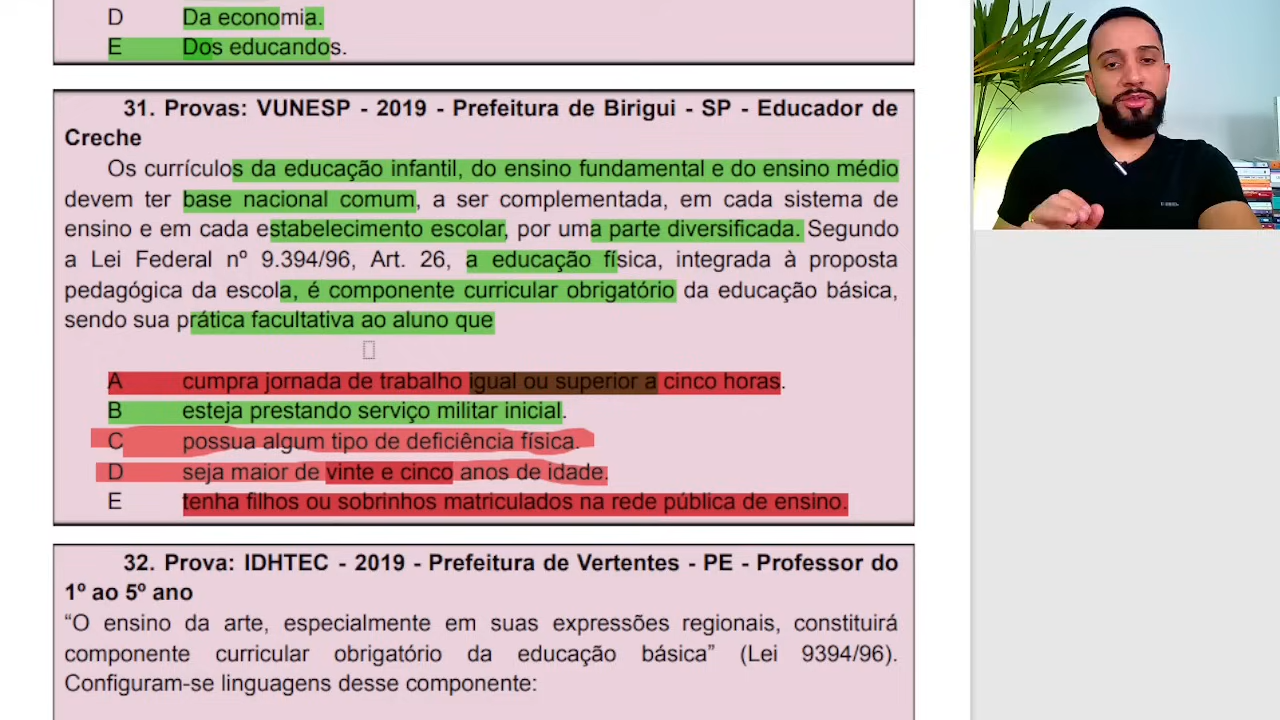 D Da economia.
E Dos educandos.
31. Provas: VUNESP - 2019 - Prefeitura de Birigui - SP - Educador de
Creche
Os currículos da educação infantil, do ensino fundamental e do ensino médio
devem ter base nacional comum, a ser complementada, em cada sistema de
ensino e em cada estabelecimento escolar, por uma parte diversificada. Segundo
a Lei Federal nº 9.394/96, Art. 26, a educação física, integrada à proposta
pedagógica da escola, é componente curricular obrigatório da educação básica,
sendo sua prática facultativa ao aluno que
A cumpra jornada de trabalho igual ou superior a cinco horas.
B esteja prestando serviço militar inicial.
C possua algum tipo de deficiência física.
D seja maior de vinte e cinco anos de idade.
E tenha filhos ou sobrinhos matriculados na rede pública de ensino.
32. Prova: IDHTEC - 2019 - Prefeitura de Vertentes - PE - Professor do
1º ao 5º ano
“O ensino da arte, especialmente em suas expressões regionais, constituirá
componente curricular obrigatório da educação básica” (Lei 9394/96).
Configuram-se linguagens desse componente: